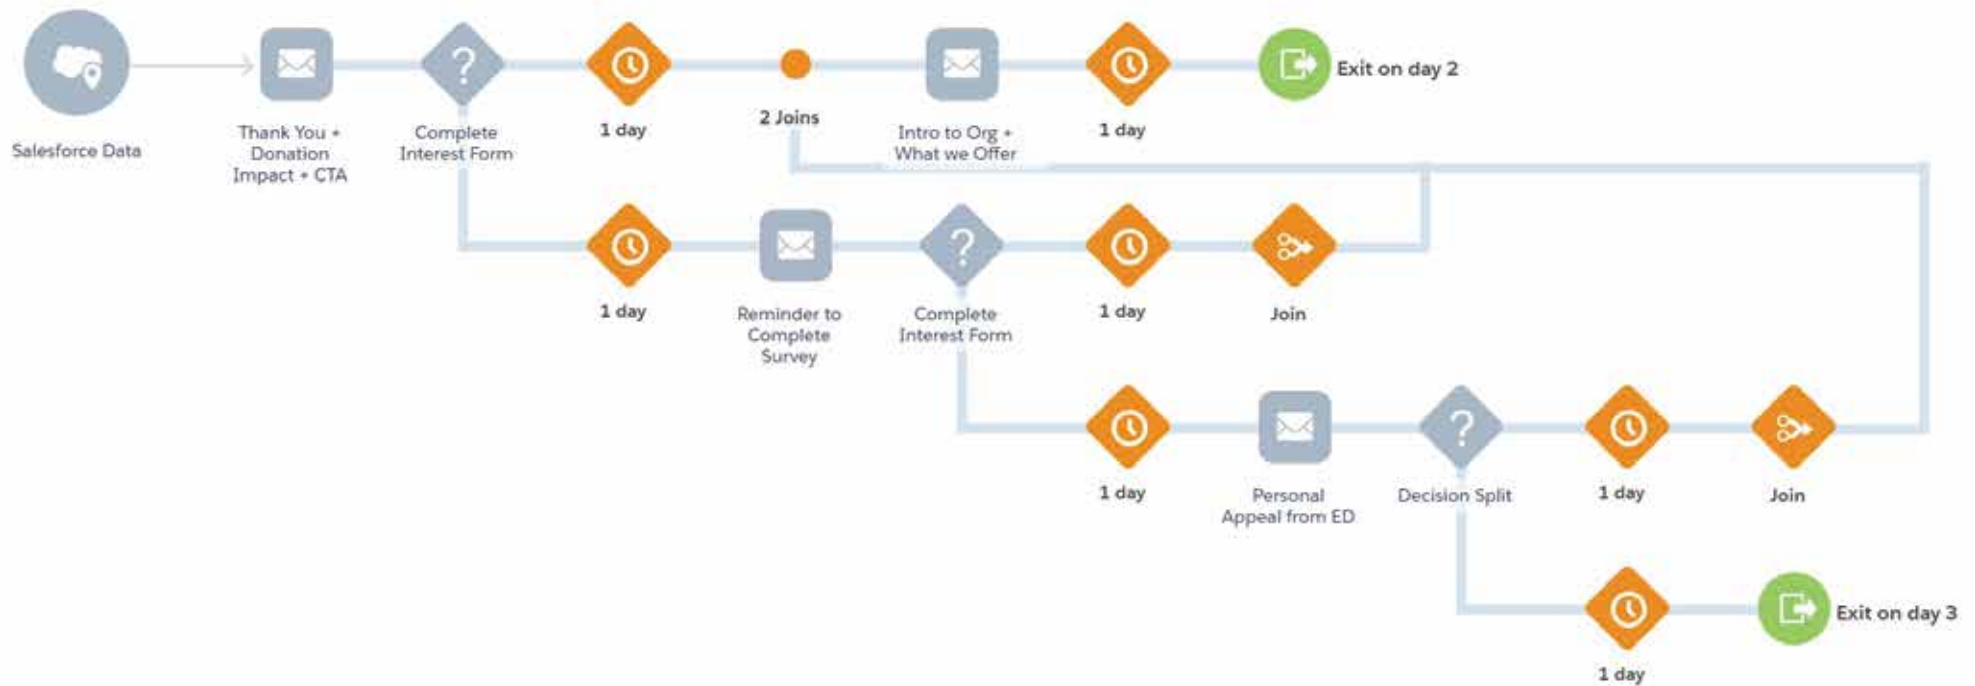 Exit on day 2
Salesforce Data
Thank You +
Donation
Impact + CTA
Complete
Interest Form
1 day
2 Joins
Intro to Org +
What we Offer
1 day
1 day
Reminder to
Complete
Survey
Complete
Interest Form
1 day
Join
1 day
Personal
Appeal from ED
Decision Split
1 day
Join
Exit on day 3
1 day